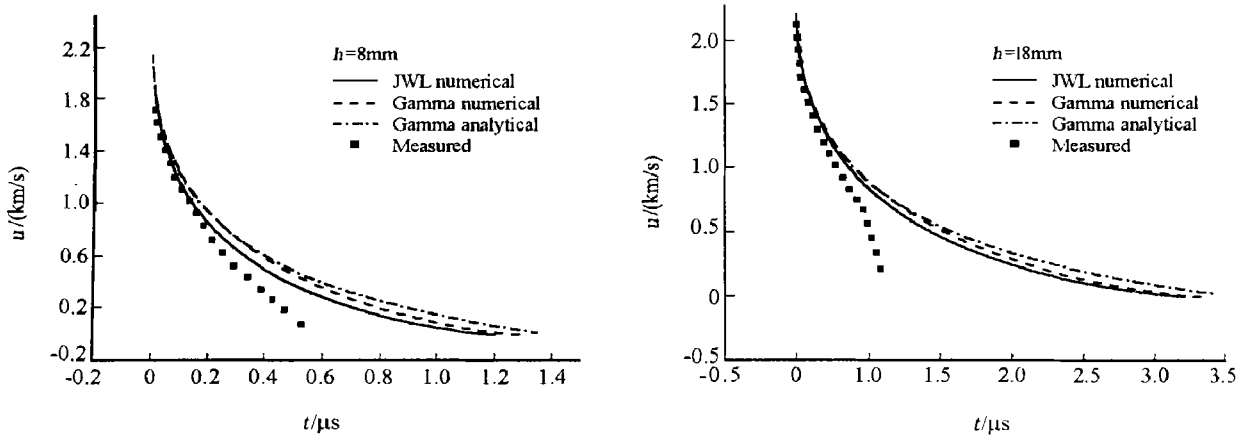 2.2
1.8
1.4
1.0
0.6
0.2
-0.2
u/(km/s)
h=8mm
JWL numerical
Gamma numerical
Gamma analytical
Measured
-0.2 0 0.2 0.6 0.6 0.8 1.0 1.2 1.4
t/μs
2.0
1.5
1.0
0.5
0
-0.5
u/(km/s)
h=18mm
JWL numerical
Gamma numerical
Gamma analytical
Measured
-0.5 0 1.0 1.5 2.0 2.5 3.0 3.5
t/μs